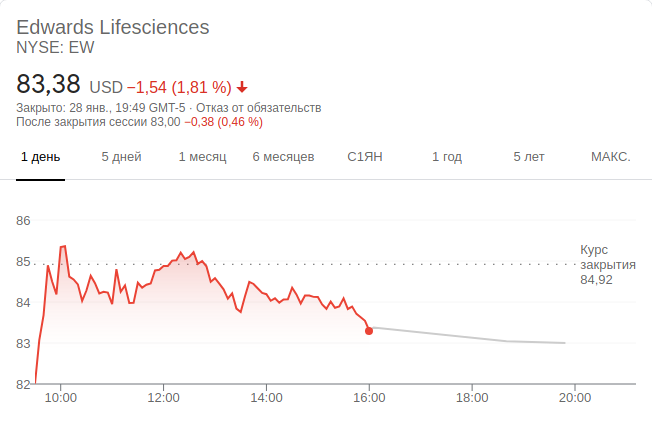 Edwards Lifesciences
NYSE: EW
83,38 USD −1,54 (1,81 %)
Закрыто: 28 янв., 19:49 GMT-5 · Отказ от обязательств
После закрытия сессии 83,00 −0,38 (0,46 %)
1 день 5 дней 1 месяц 6 месяцев С1ЯН 1 год 5 лет МАКС.
86
85
84
83
82
Курс
закрытия
84,92
10:00 12:00 14:00 16:00 18:00 20:00